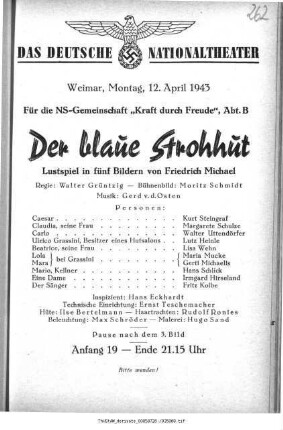 262
DAS DEUTSCHE NATIONALTHEATER
Weimar, Montag, 12. April 1943
Für die NS-Gemeinschaft „Kraft durch Freude", Abt. B
Der blaue Strohhut
Lustspiel in fünf Bildern von Friedrich Michael
Regie: Walter Grüntzig — Bühnenbild: Moritz Schmidt
Musik: Gerd v.d.Osten
Personen:
Caesar . . . Kurt Steingraf
Claudia, seine Frau . . . Margarete Schulze
Carlo . . . Walter Uttendörfer
Ulrico Grassini, Besitzer eines Hutsalons . . . Lutz Heinle
Beatrice, seine Frau . . . Lisa Wehn
Lola } bei Grassini { Maria Mucke
Mara } { Gertl Michaells
Mario, Kellner . . . Hans Schlick
Eine Dame . . . Irmgard Hirseland
Der Sänger . . . Fritz Kolbe
Inspizient: Hans Eckhardt
Technische Einrichtung: Ernst Teschemacher
Hüte: Ilse Bertelmann — Haartrachten: Rudolf Ronies
Beleuchtung: Max Schröder — Malerei: Hugo Sand
Pause nach dem 3. Bild
Anfang 19 — Ende 21.15 Uhr
Bitte wenden!